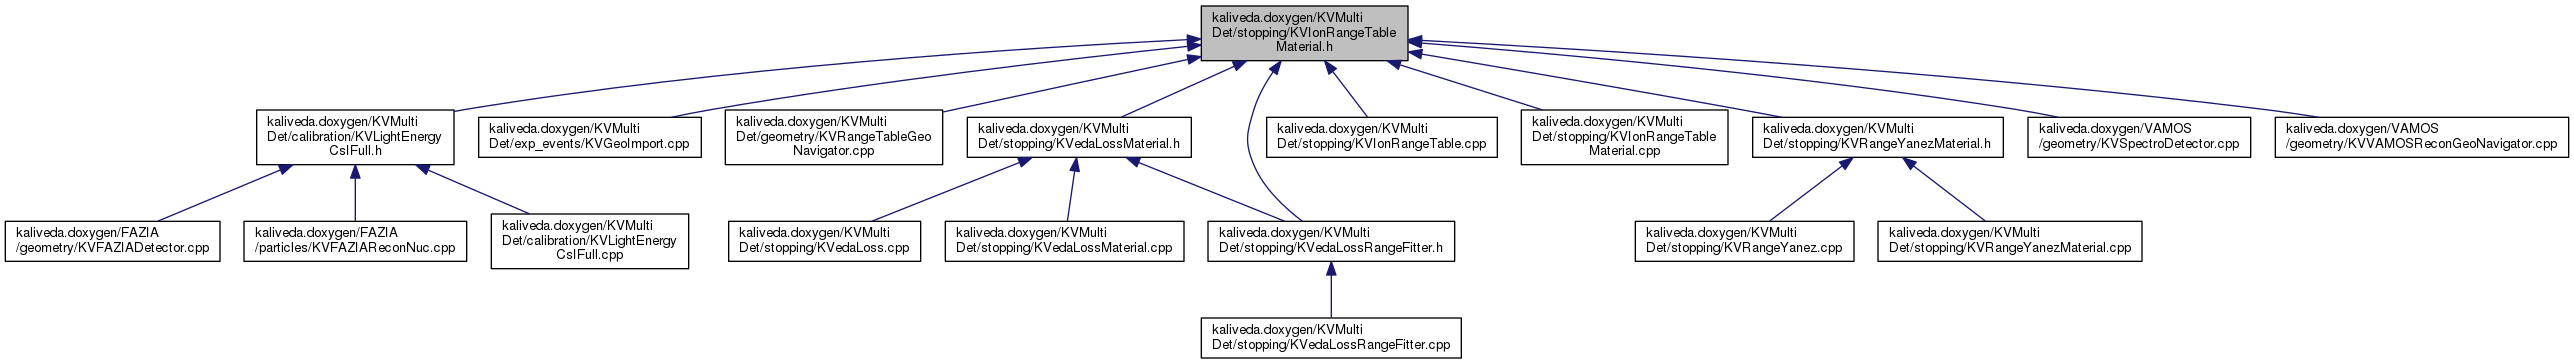 kaliveda.doxygen/KVMulti
Det/stopping/KVIonRangeTable
Material.h
kaliveda.doxygen/KVMulti
Det/calibration/KVLightEnergy
CsIFull.h
kaliveda.doxygen/KVMulti
Det/exp_events/KVGeoImport.cpp
kaliveda.doxygen/KVMulti
Det/geometry/KVRangeTableGeo
Navigator.cpp
kaliveda.doxygen/KVMulti
Det/stopping/KVedaLossMaterial.h
kaliveda.doxygen/KVMulti
Det/stopping/KVIonRangeTable.cpp
kaliveda.doxygen/KVMulti
Det/stopping/KVIonRangeTable
Material.cpp
kaliveda.doxygen/KVMulti
Det/stopping/KVRangeYanezMaterial.h
kaliveda.doxygen/VAMOS
/geometry/KVSpectroDetector.cpp
kaliveda.doxygen/VAMOS
/geometry/KVVAMOSReconGeoNavigator.cpp
kaliveda.doxygen/FAZIA
/geometry/KVFAZIADetector.cpp
kaliveda.doxygen/FAZIA
/particles/KVFAZIAReconNuc.cpp
kaliveda.doxygen/KVMulti
Det/calibration/KVLightEnergy
CsIFull.cpp
kaliveda.doxygen/KVMulti
Det/stopping/KVedaLoss.cpp
kaliveda.doxygen/KVMulti
Det/stopping/KVedaLossMaterial.cpp
kaliveda.doxygen/KVMulti
Det/stopping/KVedaLossRangeFitter.h
kaliveda.doxygen/KVMulti
Det/stopping/KVRangeYanez.cpp
kaliveda.doxygen/KVMulti
Det/stopping/KVRangeYanezMaterial.cpp
kaliveda.doxygen/KVMulti
Det/stopping/KVedaLossRangeFitter.cpp